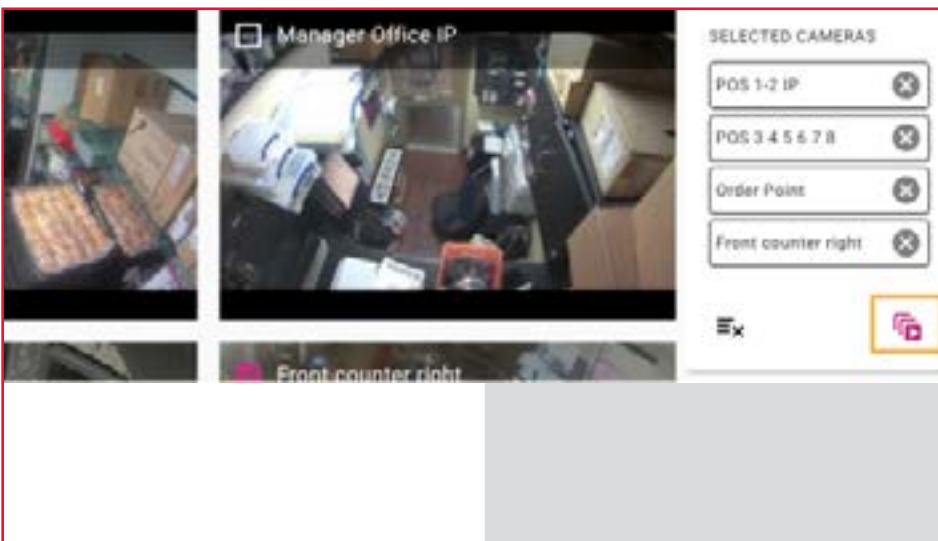 Manager Office IP
SELECTED CAMERAS
POS 1-2 IP
POS 3 4 5 6 7 8
Order Point
Front counter right
Front counter right